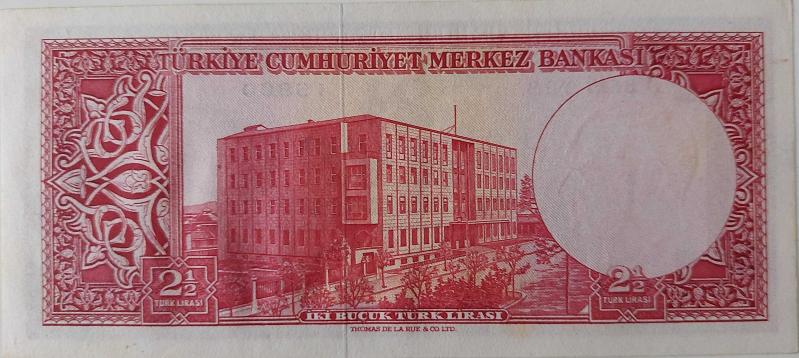 TÜRKİYE CUMHURİYET MERKEZ BANKASI
2½
TÜRK LİRASI
2½
TÜRK LİRASI
İKİ BUÇUK TÜRK LİRASI
THOMAS DE LA RUE & CO. LTD.